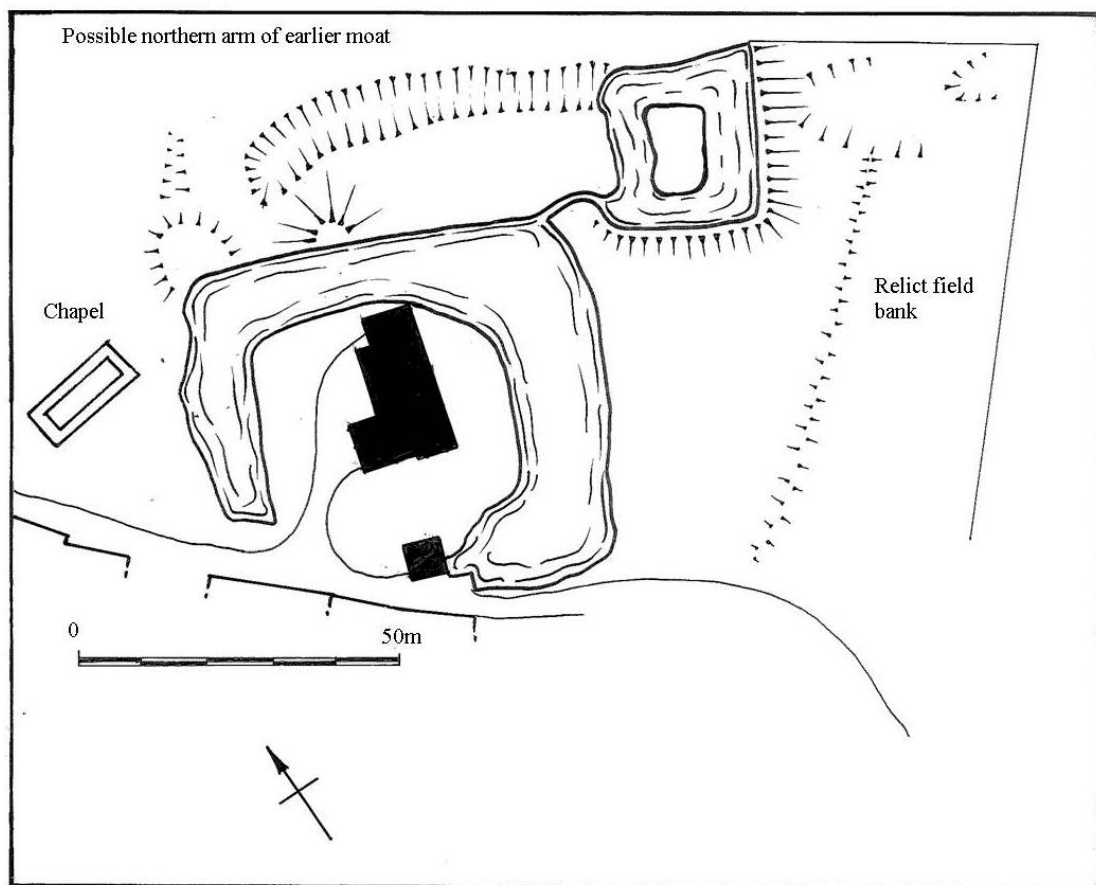 Possible northern arm of earlier moat
Chapel
Relict field
bank
0
50m